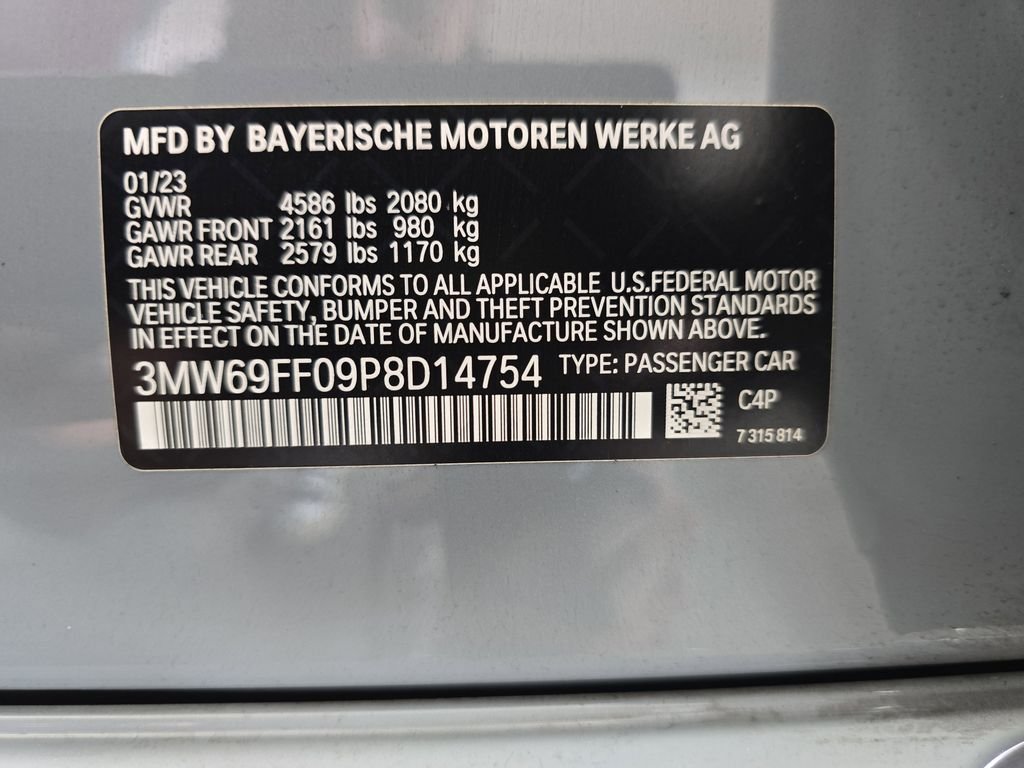 MFD BY BAYERISCHE MOTOREN WERKE AG
01/23
GVWR 4586 lbs 2080 kg
GAWR FRONT 2161 lbs 980 kg
GAWR REAR 2579 lbs 1170 kg
THIS VEHICLE CONFORMS TO ALL APPLICABLE U.S.FEDERAL MOTOR
VEHICLE SAFETY, BUMPER AND THEFT PREVENTION STANDARDS
IN EFFECT ON THE DATE OF MANUFACTURE SHOWN ABOVE.
3MW69FF09P8D14754 TYPE: PASSENGER CAR
C4P
7 315 814